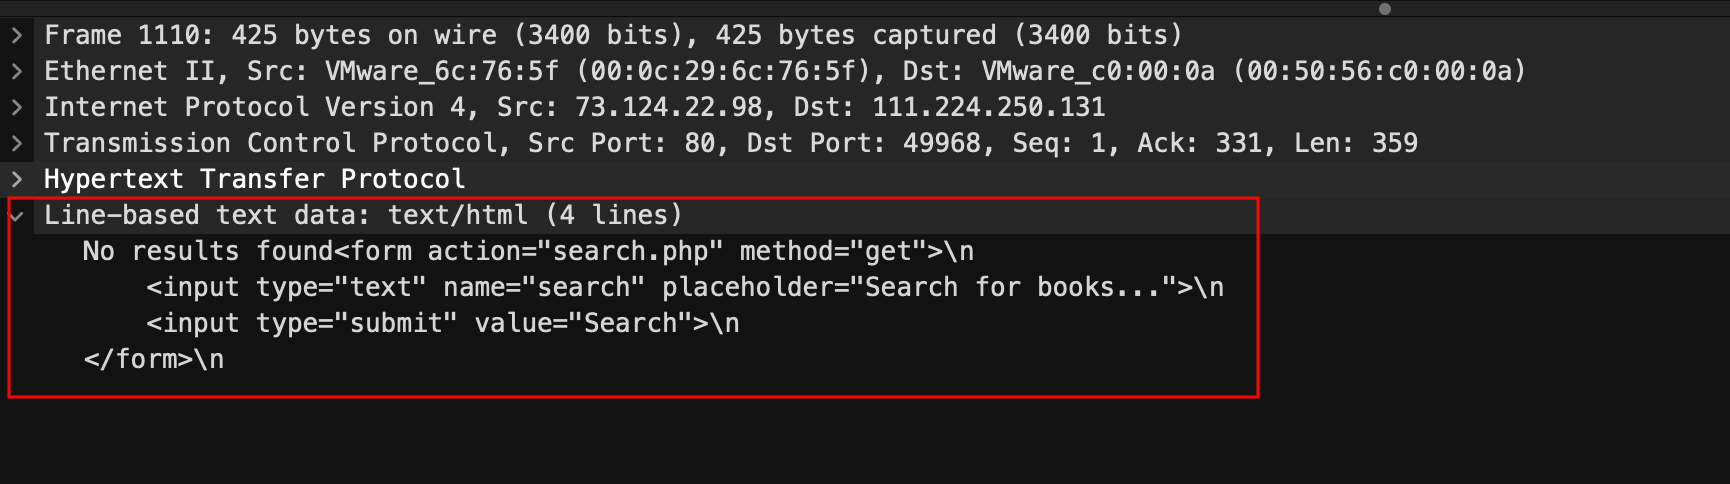 Frame 1110: 425 bytes on wire (3400 bits), 425 bytes captured (3400 bits)
Ethernet II, Src: VMware_6c:76:5f (00:0c:29:6c:76:5f), Dst: VMware_c0:00:0a (00:50:56:c0:00:0a)
Internet Protocol Version 4, Src: 73.124.22.98, Dst: 111.224.250.131
Transmission Control Protocol, Src Port: 80, Dst Port: 49968, Seq: 1, Ack: 331, Len: 359
Hypertext Transfer Protocol
Line-based text data: text/html (4 lines)
No results found<form action="search.php" method="get">\n
<input type="text" name="search" placeholder="Search for books...">\n
<input type="submit" value="Search">\n
</form>\n